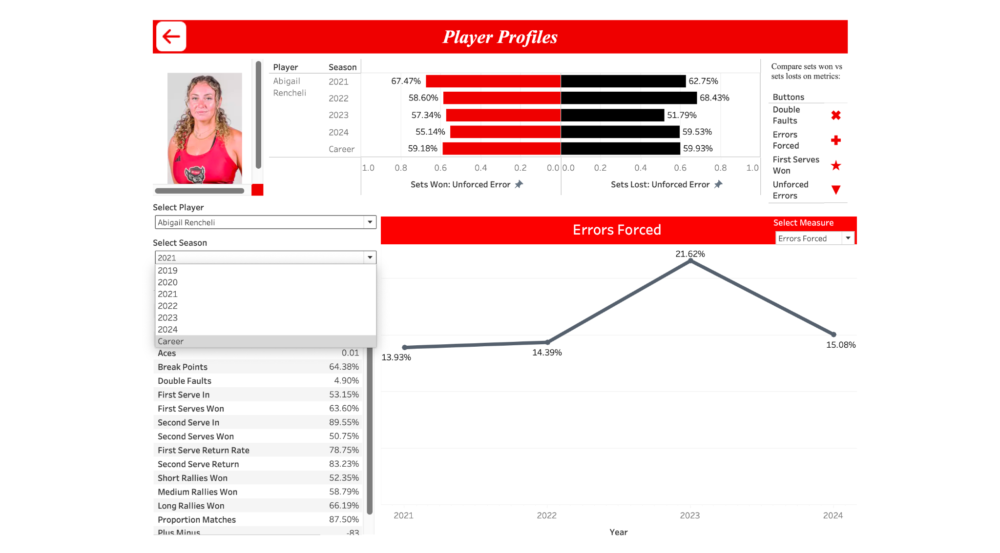 Player Profiles
Player Season
Abigail Rencheli
2021 67.47% 62.75%
2022 58.60% 68.43%
2023 57.34% 51.79%
2024 55.14% 59.53%
Career 59.18% 59.93%
1.0 0.8 0.6 0.4 0.2 0.0 0.0 0.2 0.4 0.6 0.8 1.0
Sets Won: Unforced Error Sets Lost: Unforced Error
Compare sets won vs
sets losts on metrics:
Buttons
Double
Faults
Errors
Forced
First Serves
Won
Unforced
Errors
Select Player
Abigail Rencheli
Select Season
2021
2019
2020
2021
2022
2023
2024
Career
Aces 0.01
Break Points 64.38%
Double Faults 4.90%
First Serve In 53.15%
First Serves Won 63.60%
Second Serve In 89.55%
Second Serves Won 50.75%
First Serve Return Rate 78.75%
Second Serve Return 83.23%
Short Rallies Won 52.35%
Medium Rallies Won 58.79%
Long Rallies Won 66.19%
Proportion Matches 87.50%
Plus Minus -83
Errors Forced
Select Measure
Errors Forced
21.62%
13.93%
14.39%
15.08%
2021 2022 2023 2024
Year